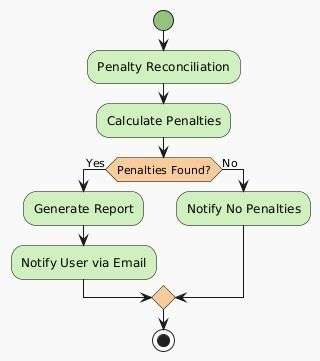 Penalty Reconciliation
Calculate Penalties
Yes
Penalties Found?
No
Generate Report
Notify No Penalties
Notify User via Email